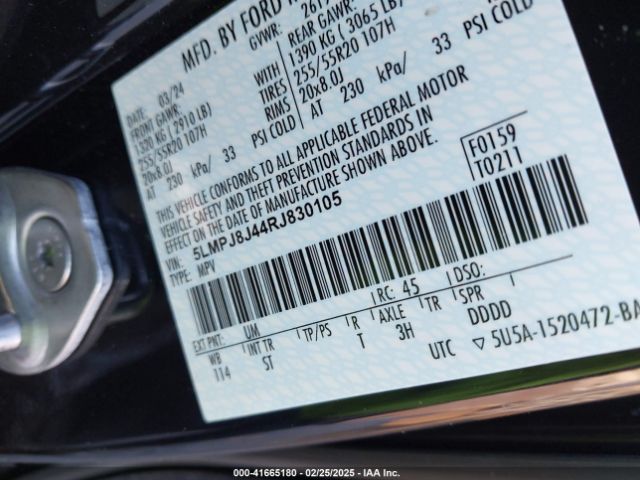 MFD. BY FORD
DATE: 03/24
GVWR:
FRONT GAWR:
1320 KG ( 2910 LB)
WITH
255/55R20 107H
TIRES
20x8.0J
RIMS
AT 230 kPa/ 33 PSI COLD
REAR GAWR:
1390 KG ( 3065 LB)
255/55R20 107H
20x8.0J
AT 230 kPa/ 33 PSI COLD
THIS VEHICLE CONFORMS TO ALL APPLICABLE FEDERAL MOTOR
VEHICLE SAFETY AND THEFT PREVENTION STANDARDS IN
EFFECT ON THE DATE OF MANUFACTURE SHOWN ABOVE.
VIN: 5LMPJ8J44RJ830105
TYPE: MPV
F0159
T0211
EXT PNT: UM RC: 45 DSO:
WB INT TR TP/PS R AXLE TR SPR
114 ST T 3H DDDD
UTC ▽ 5U5A-1520472-BA
000-41665180 - 02/25/2025 - IAA Inc.